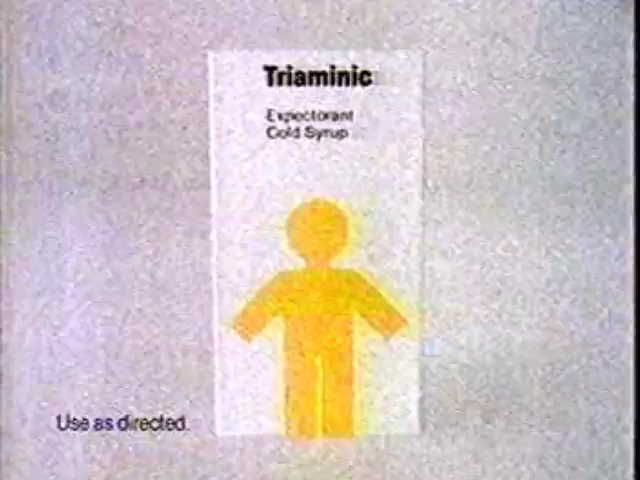 Triaminic
Expectorant
Cold Syrup
Use as directed.